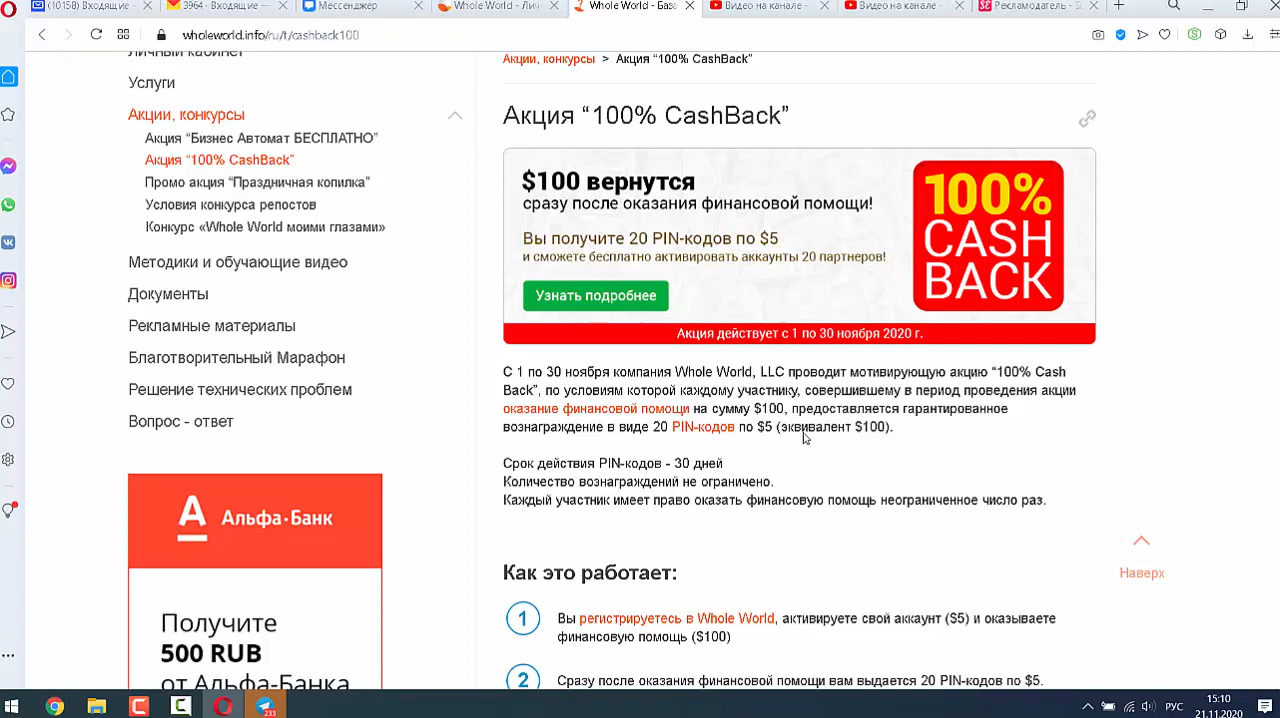 (10158) Входящие -
3964 - Входящие —
Мессенджер
Whole World - Лин
Whole World - Баз
Видео на канале -
Видео на канале -
Рекламодатель - S
wholeworld.info/ru/t/cashback100
Личный кабинет
Услуги
Акции, конкурсы
Акция “Бизнес Автомат БЕСПЛАТНО”
Акция “100% CashBack”
Промо акция “Праздничная копилка”
Условия конкурса репостов
Конкурс «Whole World моими глазами»
Методики и обучающие видео
Документы
Рекламные материалы
Благотворительный Марафон
Решение технических проблем
Вопрос - ответ
Альфа·Банк
Получите
500 RUB
от Альфа-Банка
Акции, конкурсы > Акция “100% CashBack”
Акция “100% CashBack”
$100 вернутся
сразу после оказания финансовой помощи!
Вы получите 20 PIN-кодов по $5
и сможете бесплатно активировать аккаунты 20 партнеров!
Узнать подробнее
100%
CASH
BACK
Акция действует с 1 по 30 ноября 2020 г.
С 1 по 30 ноября компания Whole World, LLC проводит мотивирующую акцию “100% Cash
Back”, по условиям которой каждому участнику, совершившему в период проведения акции
оказание финансовой помощи на сумму $100, предоставляется гарантированное
вознаграждение в виде 20 PIN-кодов по $5 (эквивалент $100).
Срок действия PIN-кодов - 30 дней
Количество вознаграждений не ограничено.
Каждый участник имеет право оказать финансовую помощь неограниченное число раз.
Наверх
Как это работает:
1 Вы регистрируетесь в Whole World, активируете свой аккаунт ($5) и оказываете
финансовую помощь ($100)
2 Сразу после оказания финансовой помощи вам выдается 20 PIN-кодов по $5.
233
РУС
15:10
21.11.2020